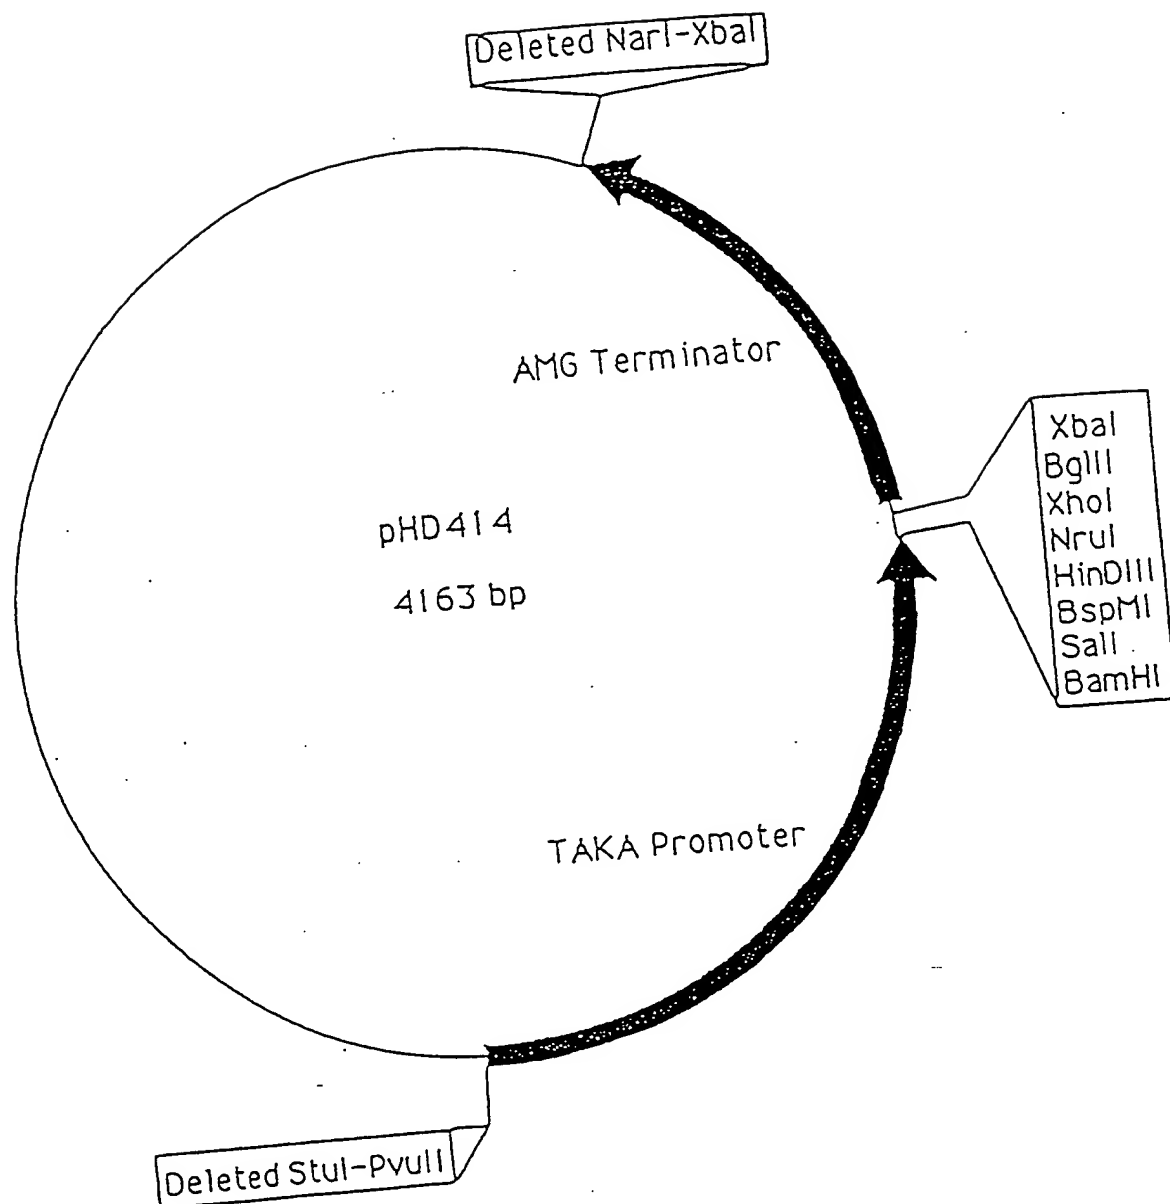 Deleted NarI-XbaI
AMG Terminator
pHD414
4163 bp
XbaI
BglII
XhoI
NruI
HinDIII
BspMI
SalI
BamHI
TAKA Promoter
Deleted StuI-PvuII